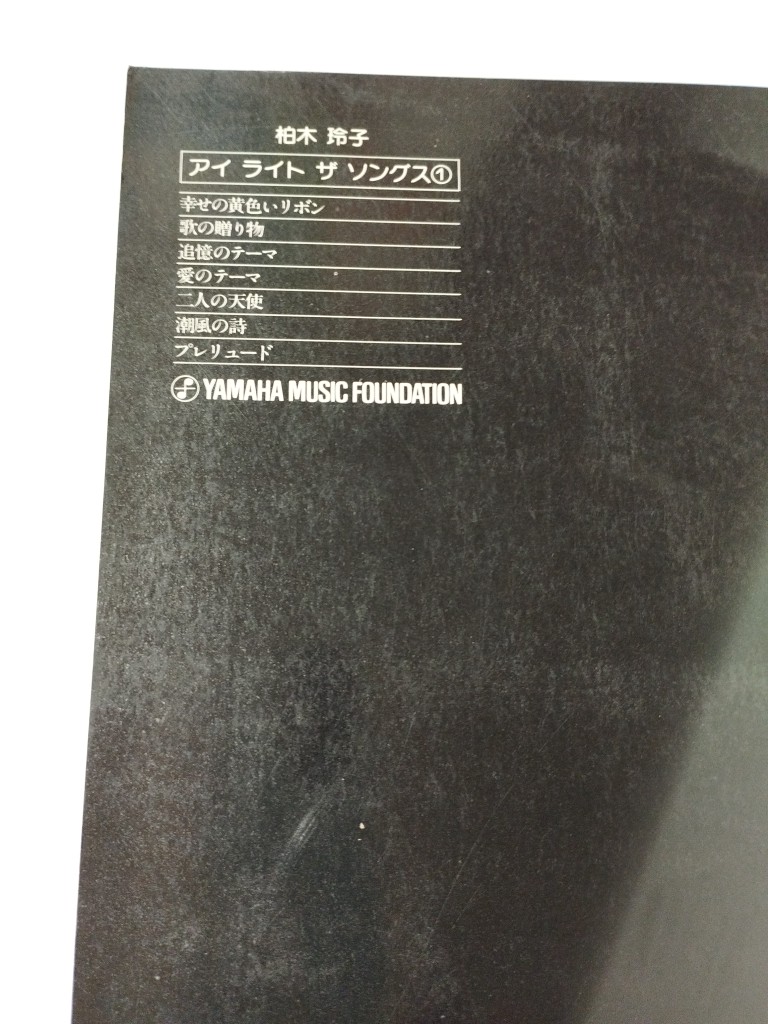 柏木 玲子
アイ ライト ザ ソングス①
幸せの黄色いリボン
歌の贈り物
追憶のテーマ
愛のテーマ
二人の天使
潮風の詩
プレリュード
YAMAHA MUSIC FOUNDATION